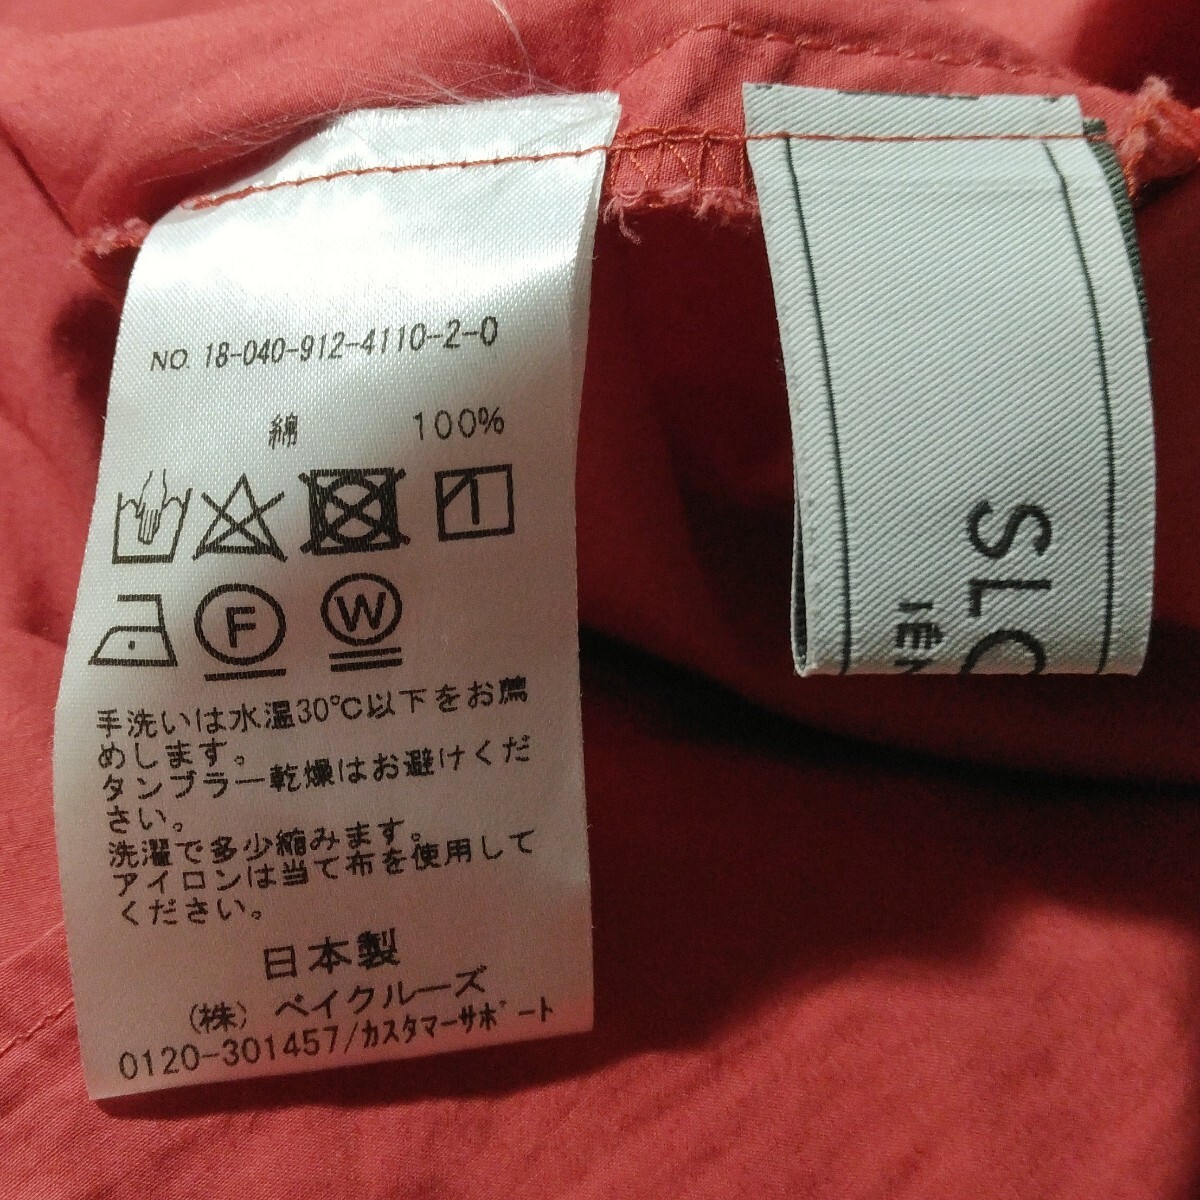 NO. 18-040-912-4110-2-0
綿 100%
F W
手洗いは水温30℃以下をお薦
めします。
タンブラー乾燥はお避けくだ
さい。
洗濯で多少縮みます。
アイロンは当て布を使用して
ください。
日本製
(株) ベイクルーズ
0120-301457/カスタマーサポート
SLO
IÉN